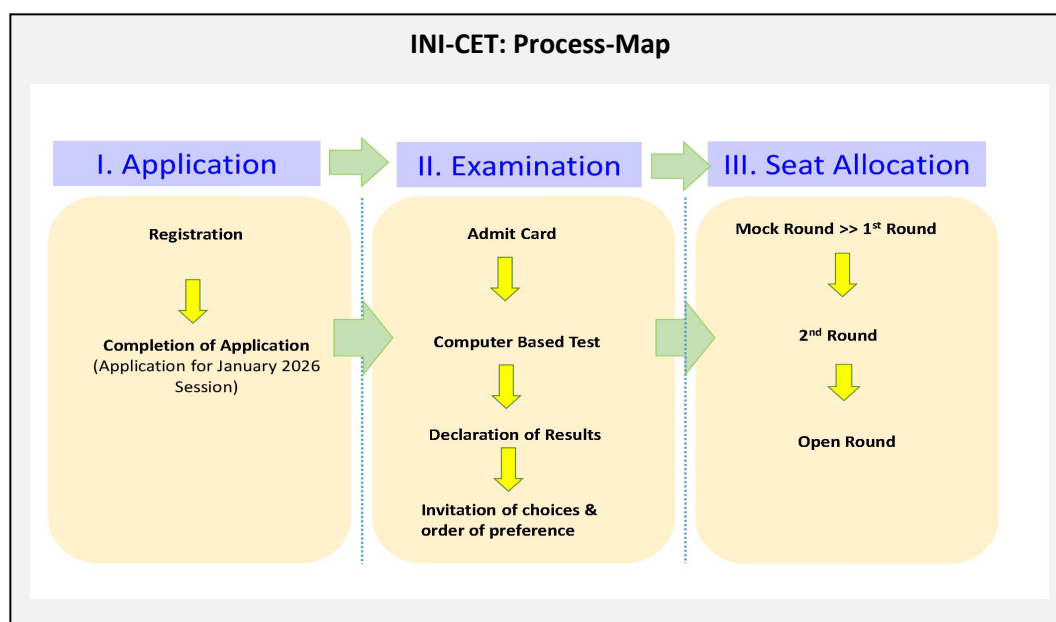 INI-CET: Process-Map
I. Application
II. Examination
III. Seat Allocation
Registration
Completion of Application
(Application for January 2026
Session)
Admit Card
Computer Based Test
Declaration of Results
Invitation of choices &
order of preference
Mock Round >> 1st Round
2nd Round
Open Round